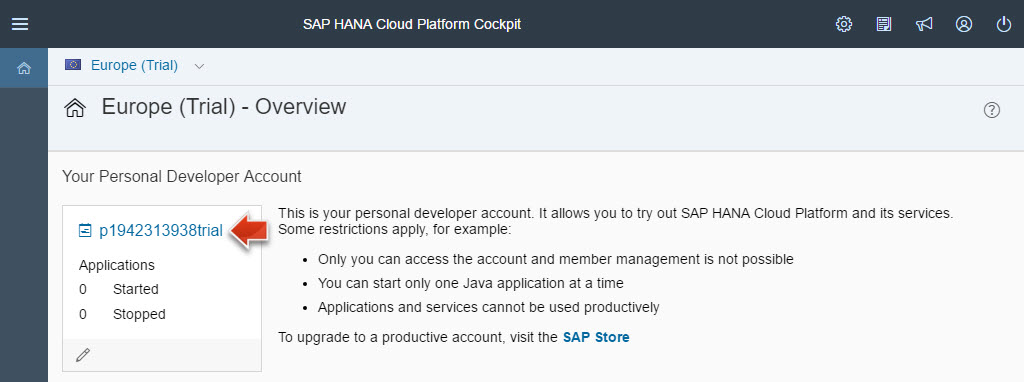 SAP HANA Cloud Platform Cockpit
Europe (Trial)
Europe (Trial) - Overview
Your Personal Developer Account
p1942313938trial
Applications
0 Started
0 Stopped
This is your personal developer account. It allows you to try out SAP HANA Cloud Platform and its services.
Some restrictions apply, for example:
• Only you can access the account and member management is not possible
• You can start only one Java application at a time
• Applications and services cannot be used productively
To upgrade to a productive account, visit the SAP Store